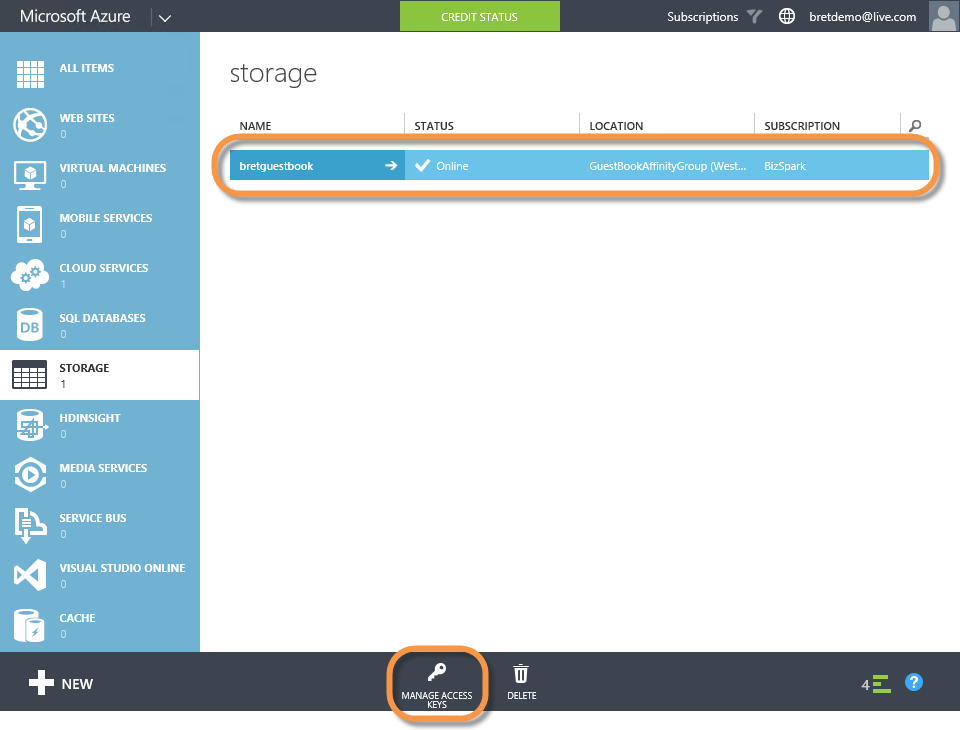 Microsoft Azure
CREDIT STATUS
Subscriptions
bretdemo@live.com
ALL ITEMS
WEB SITES
0
VIRTUAL MACHINES
0
MOBILE SERVICES
0
CLOUD SERVICES
1
DB
SQL DATABASES
0
STORAGE
1
HDINSIGHT
0
MEDIA SERVICES
0
SERVICE BUS
0
VISUAL STUDIO ONLINE
0
CACHE
0
storage
NAME STATUS LOCATION SUBSCRIPTION
bretguestbook Online GuestBookAffinityGroup (West... BizSpark
NEW
MANAGE ACCESS
KEYS
DELETE
4
?